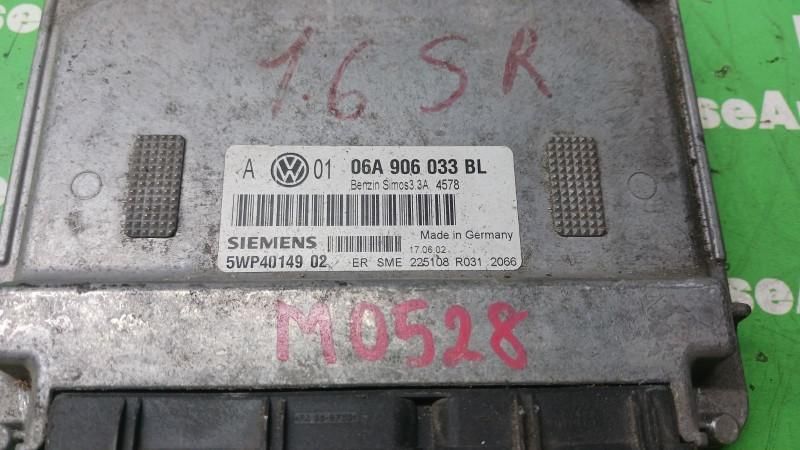 1.6 SR
A VW 01 06A 906 033 BL
Benzin Simos3.3A 4578
Made in Germany
SIEMENS 17.06.02
5WP40149 02 ER SME 225108 R031 2066
M0528